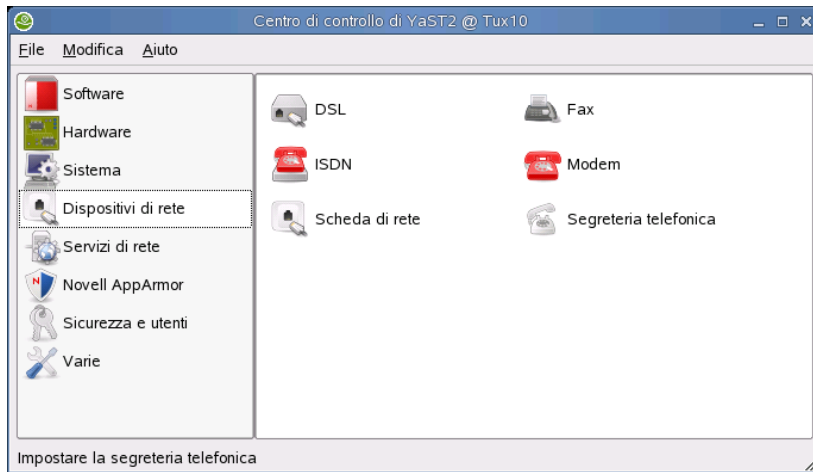 Centro di controllo di YaST2 @ Tux10
File Modifica Aiuto
Software
Hardware
Sistema
Dispositivi di rete
Servizi di rete
Novell AppArmor
Sicurezza e utenti
Varie
DSL
Fax
ISDN
Modem
Scheda di rete
Segreteria telefonica
Impostare la segreteria telefonica